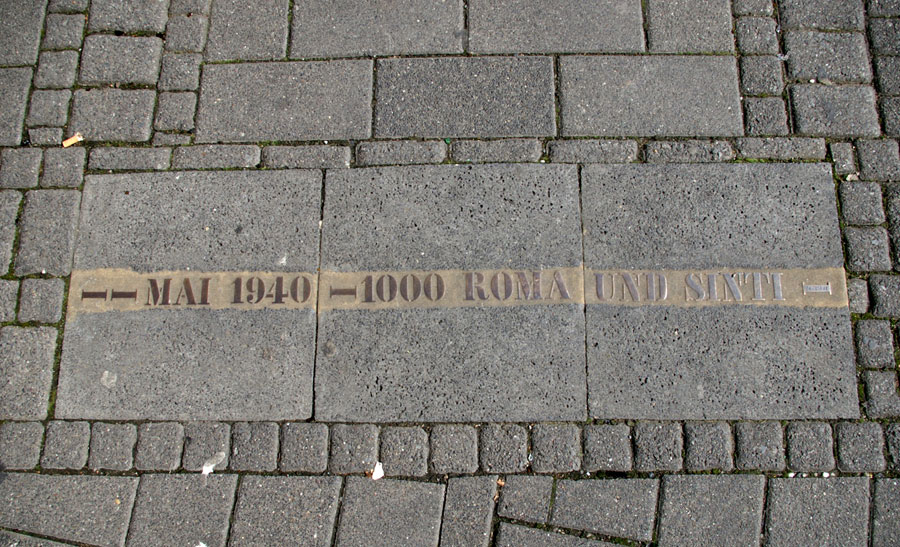 MAI 1940 — 1000 ROMA UND SINTI